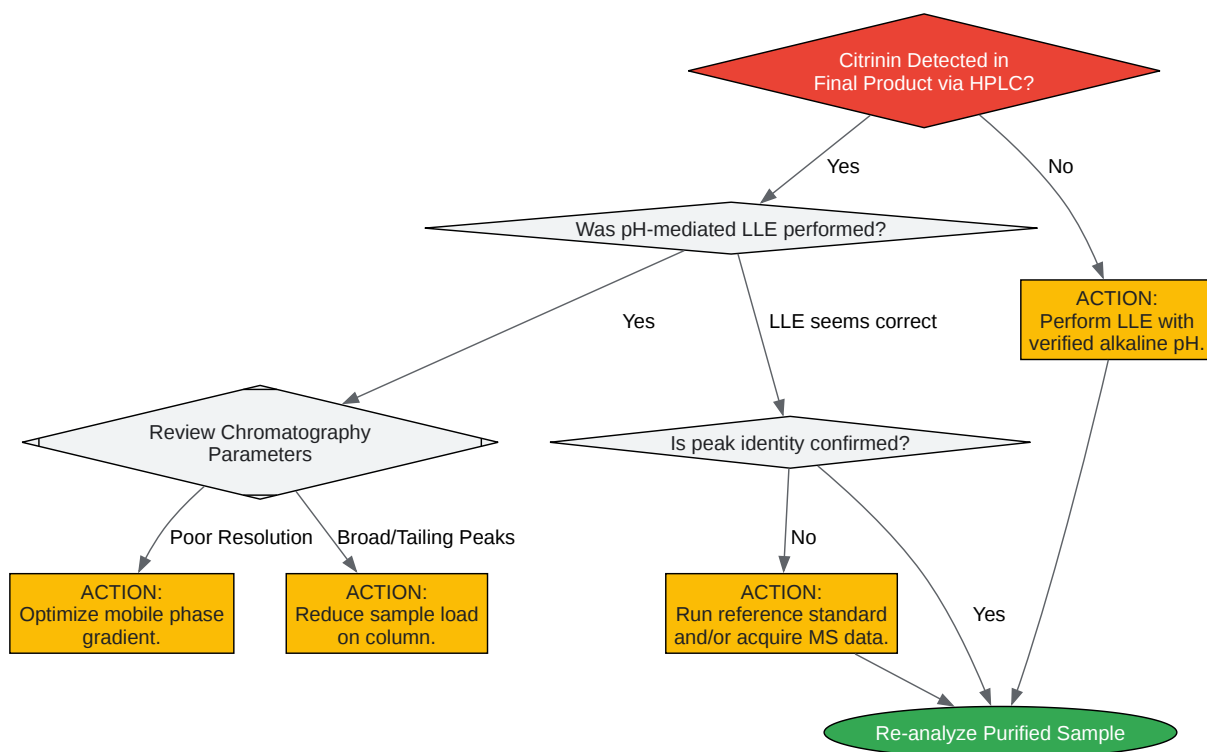 Citrinin Detected in
Final Product via HPLC?
Yes
No
Was pH-mediated LLE performed?
ACTION:
Perform LLE with
verified alkaline pH.
Yes
LLE seems correct
Review Chromatography
Parameters
Is peak identity confirmed?
Poor Resolution
Broad/Tailing Peaks
No
Yes
ACTION:
Optimize mobile phase
gradient.
ACTION:
Reduce sample load
on column.
ACTION:
Run reference standard
and/or acquire MS data.
Re-analyze Purified Sample